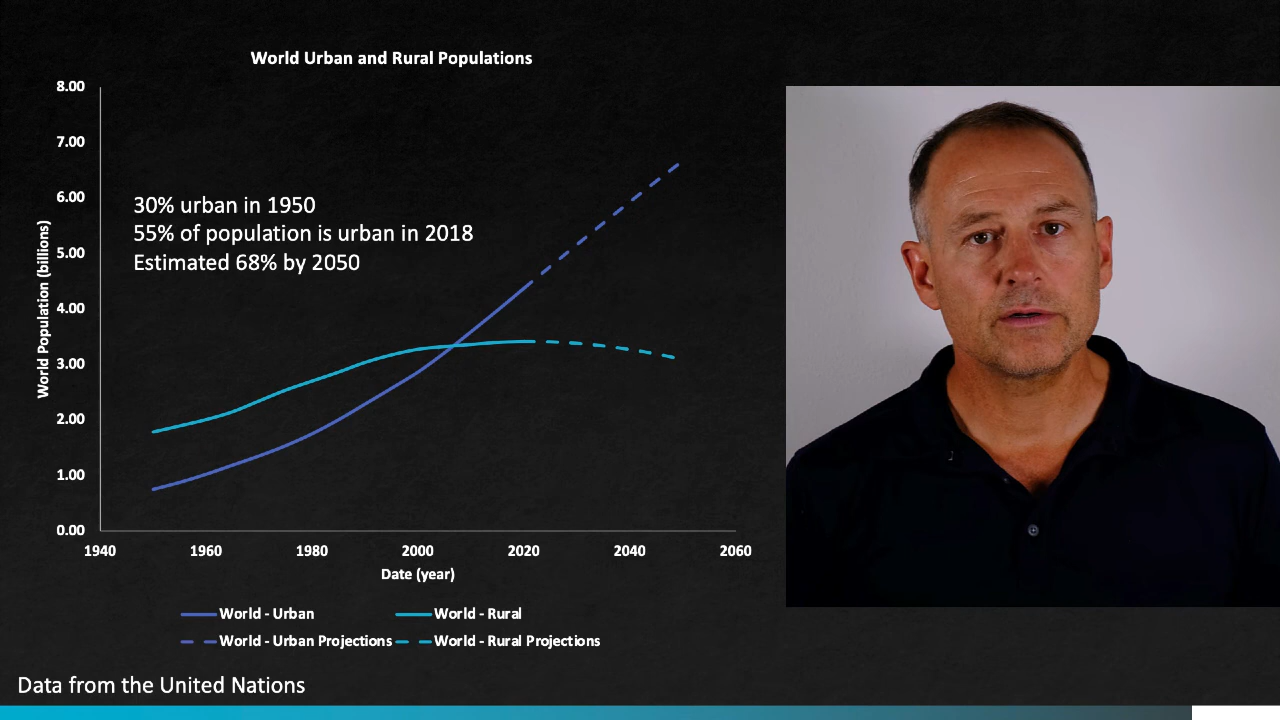 World Urban and Rural Populations
8.00
7.00
6.00
5.00
4.00
3.00
2.00
1.00
0.00
World Population (billions)
30% urban in 1950
55% of population is urban in 2018
Estimated 68% by 2050
1940 1960 1980 2000 2020 2040 2060
Date (year)
World - Urban World - Rural
World - Urban Projections World - Rural Projections
Data from the United Nations